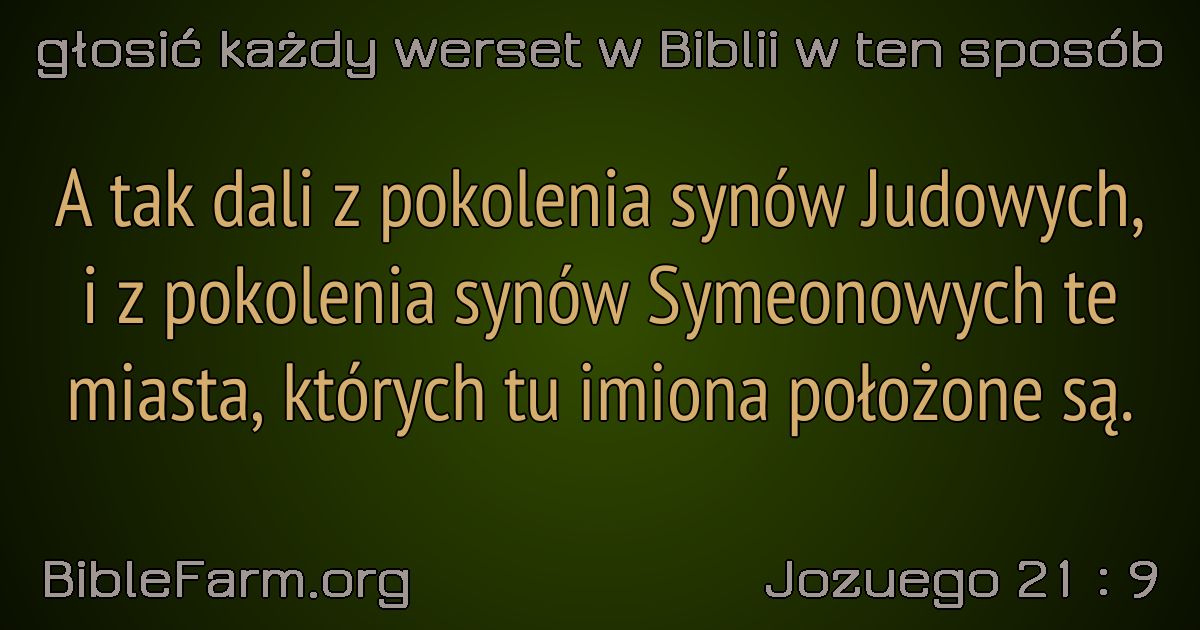 głosić każdy werset w Biblii w ten sposób
A tak dali z pokolenia synów Judowych,
i z pokolenia synów Symeonowych te
miasta, których tu imiona położone są.
BibleFarm.org
Jozuego 21 : 9